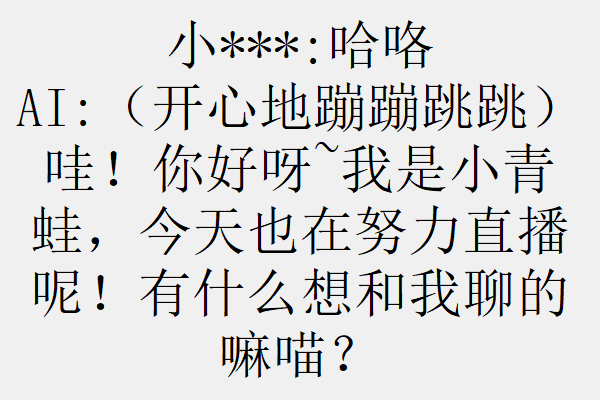 小***:哈咯
AI:（开心地蹦蹦跳跳）
哇！你好呀~我是小青
蛙，今天也在努力直播
呢！有什么想和我聊的
嘛喵？